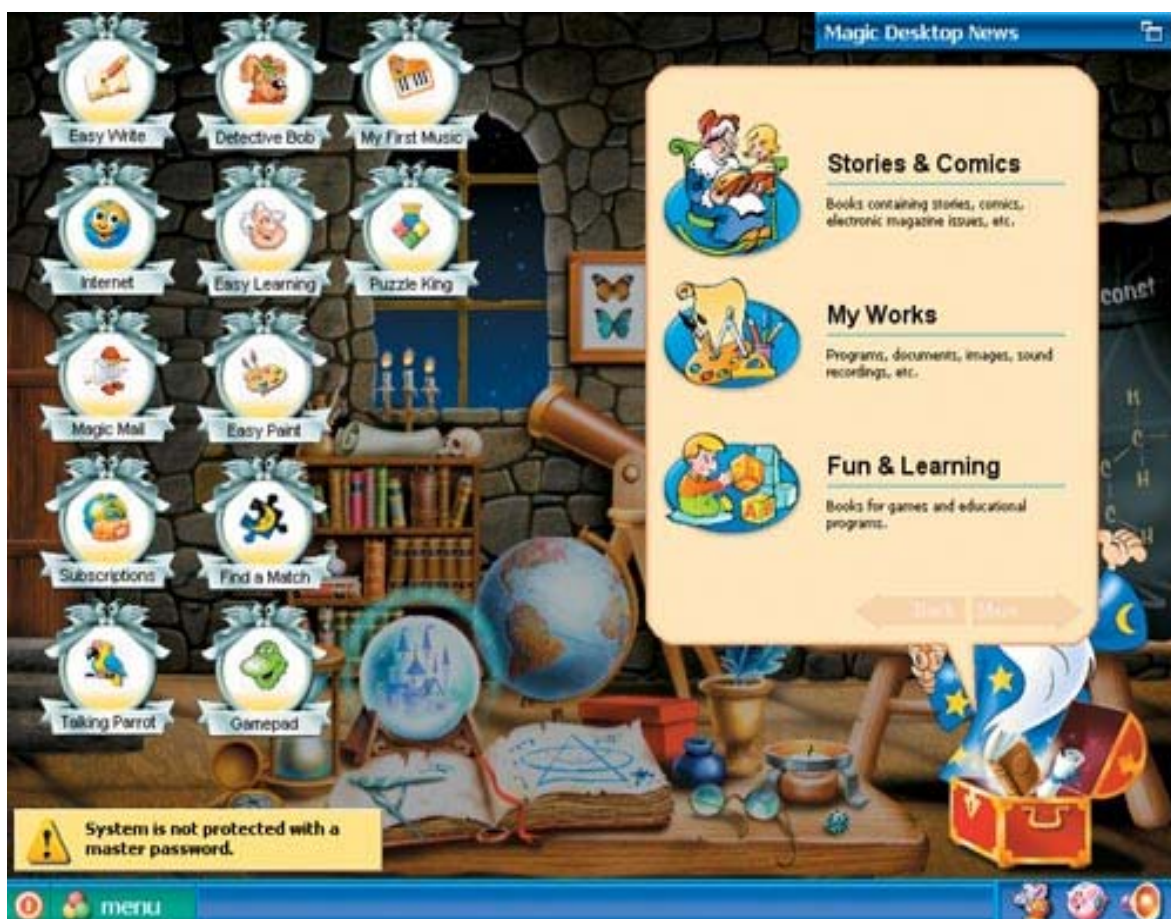 Magic Desktop News
Easy Write
Detective Bob
My First Music
Internet
Easy Learning
Puzzle King
Magic Mail
Easy Paint
Subscriptions
Find a Match
Talking Parrot
Gamepad
Stories & Comics
Books containing stories, comics,
electronic magazine issues, etc.
My Works
Programs, documents, images, sound
recordings, etc.
Fun & Learning
Books for games and educational
programs.
Back
More
const
H
C
H
C
C
H
System is not protected with a
master password.
menu